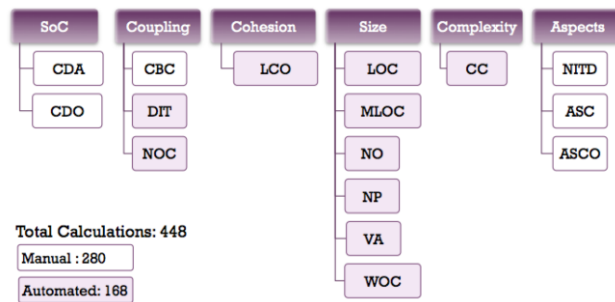 SoC
Coupling
Cohesion
Size
Complexity
Aspects
CDA
CBC
LCO
LOC
CC
NITD
CDO
DIT
MLOC
ASC
NOC
NO
ASCO
NP
VA
WOC
Total Calculations: 448
Manual : 280
Automated: 168